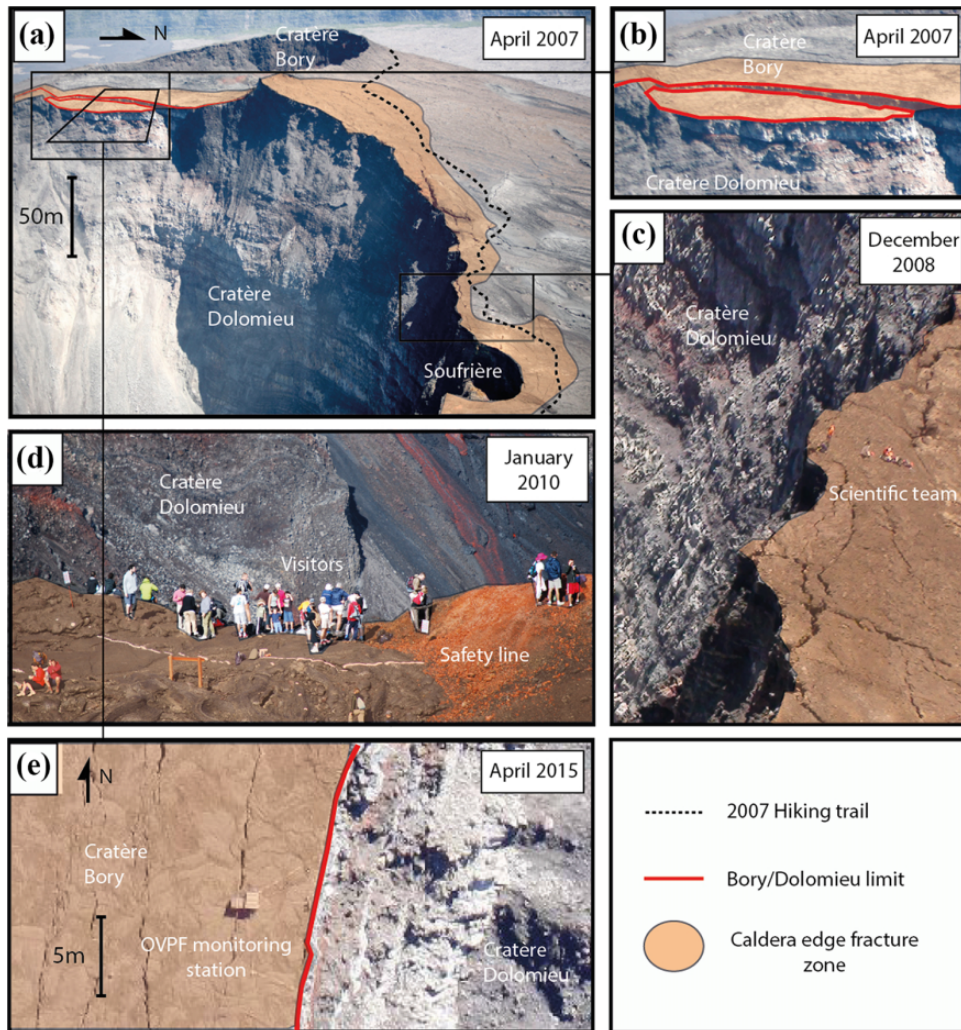 (a)
N
Cratère
Bory
April 2007
50m
Cratère
Dolomieu
Soufrière
(b)
April 2007
Cratère
Bory
Cratère Dolomieu
(c)
December
2008
Cratère
Dolomieu
Scientific team
(d)
January
2010
Cratère
Dolomieu
Visitors
Safety line
(e)
N
April 2015
Cratère
Bory
5m
OVPF monitoring
station
Cratère
Dolomieu
2007 Hiking trail
Bory/Dolomieu limit
Caldera edge fracture
zone